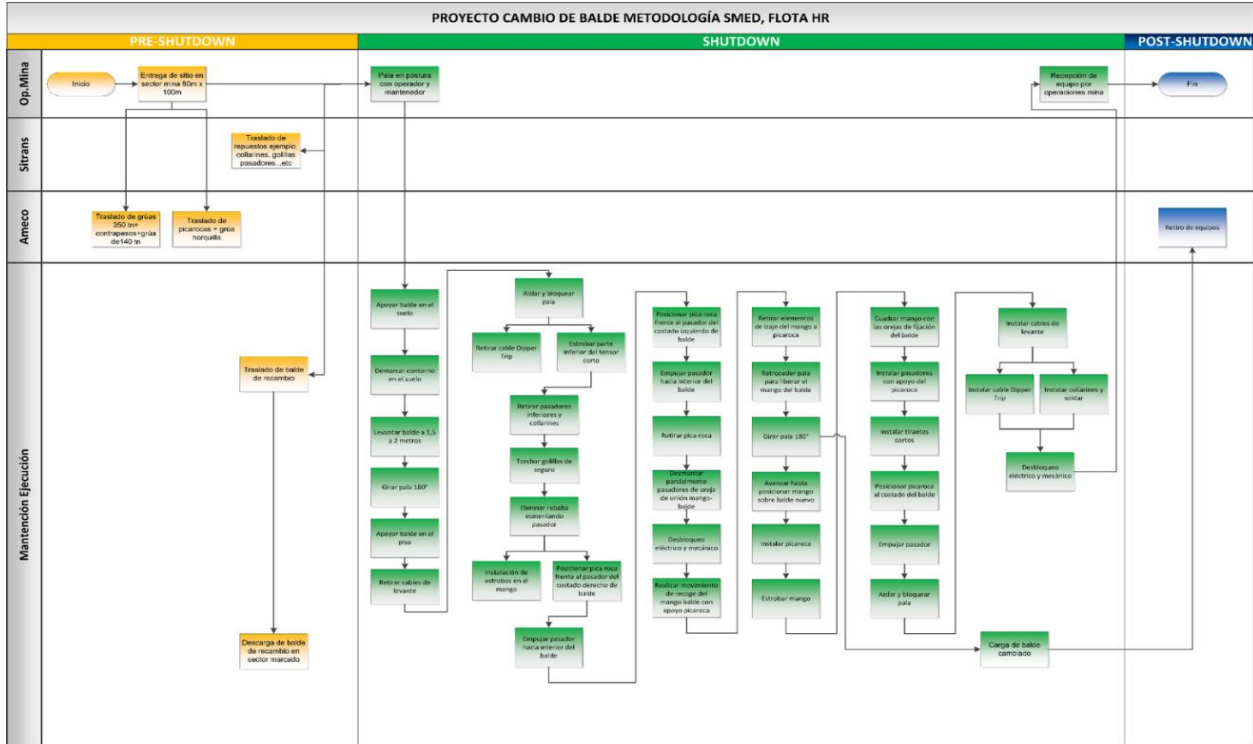 PROYECTO CAMBIO DE BALDE METODOLOGÍA SMED, FLOTA HR
PRE-SHUTDOWN
SHUTDOWN
POST-SHUTDOWN
Op.Mina
Inicio
Entrega de sitio en
sector mina 80m x
100m
Pala en postura
con operador y
mantenedor
Recepción de
equipo por
operaciones mina
Fin
Sitrans
Traslado de
repuestos ejemplo;
collarines, golillas
pasadores...etc
Ameco
Traslado de grúas
350 tn+
contrapesos+grúa
de140 tn
Traslado de
picarocas + grúa
horquilla
Retiro de equipos
Mantención Ejecución
Traslado de balde
de recambio
Descarga de balde
de recambio en
sector marcado
Apoyar balde en el
suelo
Demarcar contorno
en el suelo
Levantar balde a 1,5
a 2 metros
Girar pala 180°
Apoyar balde en el
piso
Retirar cables de
levante
Aislar y bloquear
pala
Retirar cable Dipper
Trip
Estrobar parte
inferior del tensor
corto
Retirar pasadores
inferiores y
collarines
Torchar golillas de
seguro
Eliminar rebaba
esmerilando
pasador
Instalación de
estrobos en el
mango
Posicionar pica roca
frente al pasador del
costado derecho de
balde
Empujar pasador
hacia interior del
balde
Posicionar pica roca
frente al pasador del
costado izquierdo de
balde
Empujar pasador
hacia interior del
balde
Retirar pica roca
Desmontar
parcialmente
pasadores de oreja de
unión mango-
balde
Desbloqueo
eléctrico y mecánico
Realizar movimiento
de recoge del
mango balde con
apoyo picaroca
Retirar elementos
de izaje del mango a
picaroca
Retroceder pala
para liberar el
mango del balde
Girar pala 180°
Avanzar hasta
posicionar mango
sobre balde nuevo
Instalar picaroca
Estrobar mango
Cuadrar mango con
las orejas de fijación
del balde
Instalar pasadores
con apoyo del
picaroca
Instalar tirantes
cortos
Posicionar picaroca
al costado del balde
Empujar pasador
Aislar y bloquear
pala
Instalar cables de
levante
Instalar cable Dipper
Trip
Instalar collarines y
soldar
Desbloqueo
eléctrico y mecánico
Carga de balde
cambiado